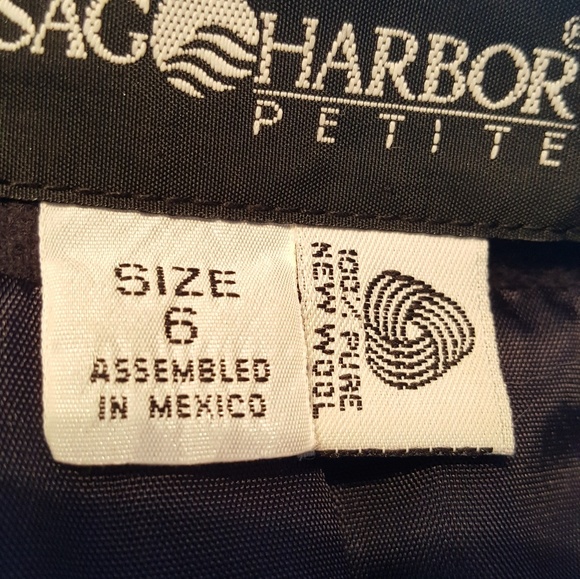 SAG HARBOR®
PETITE
SIZE
6
ASSEMBLED
IN MEXICO
100% PURE
NEW WOOL